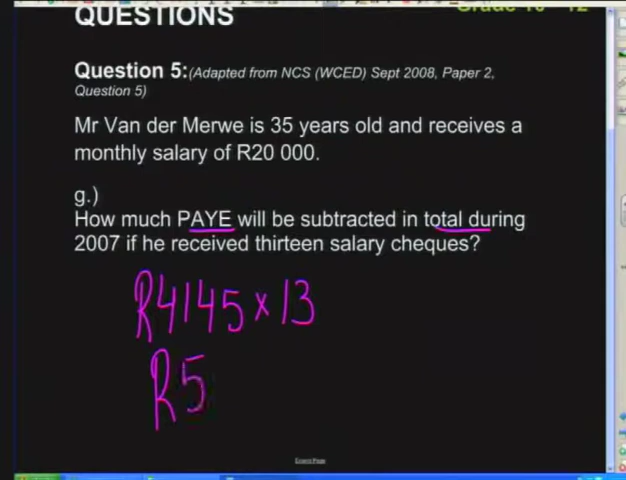 QUESTIONS
Question 5:(Adapted from NCS (WCED) Sept 2008, Paper 2,
Question 5)
Mr Van der Merwe is 35 years old and receives a
monthly salary of R20 000.
g.)
How much PAYE will be subtracted in total during
2007 if he received thirteen salary cheques?
R4145 x 13
R5